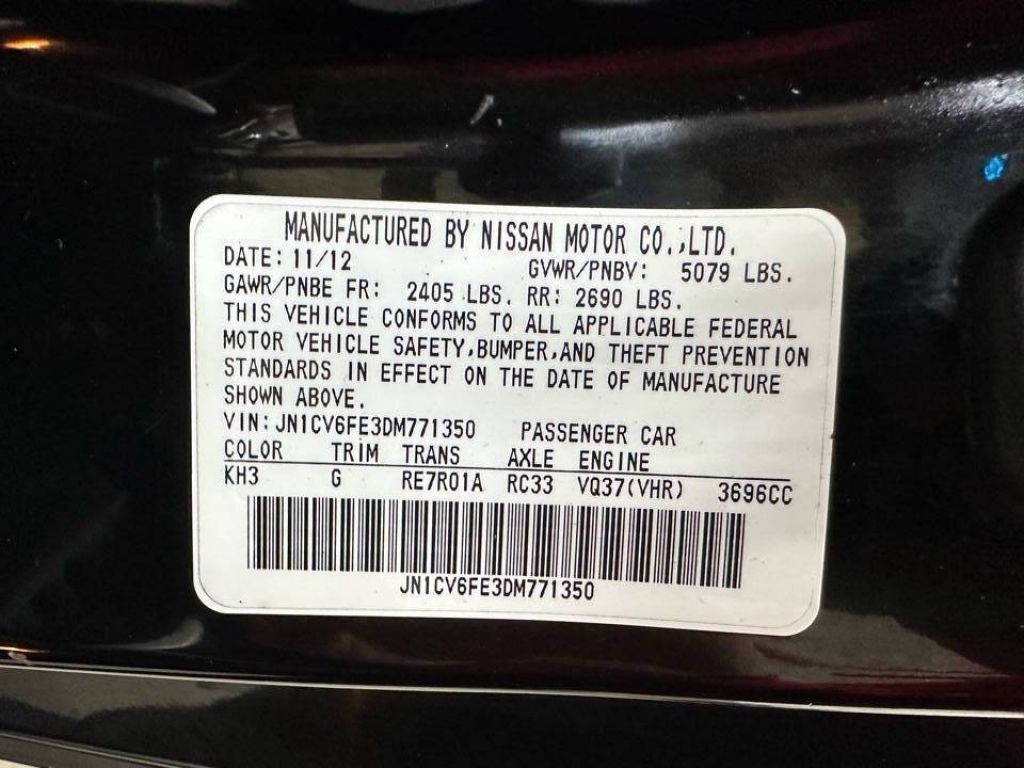 MANUFACTURED BY NISSAN MOTOR CO.,LTD.
DATE: 11/12 GVWR/PNBV: 5079 LBS.
GAWR/PNBE FR: 2405 LBS. RR: 2690 LBS.
THIS VEHICLE CONFORMS TO ALL APPLICABLE FEDERAL
MOTOR VEHICLE SAFETY,BUMPER,AND THEFT PREVENTION
STANDARDS IN EFFECT ON THE DATE OF MANUFACTURE
SHOWN ABOVE.
VIN: JN1CV6FE3DM771350 PASSENGER CAR
COLOR TRIM TRANS AXLE ENGINE
KH3 G RE7R01A RC33 VQ37(VHR) 3696CC
JN1CV6FE3DM771350